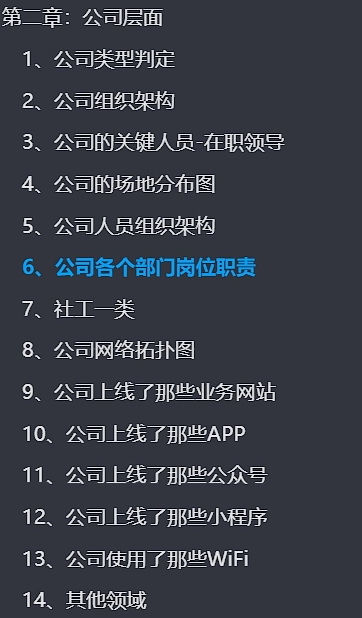 第二章：公司层面
1、公司类型判定
2、公司组织架构
3、公司的关键人员-在职领导
4、公司的场地分布图
5、公司人员组织架构
6、公司各个部门岗位职责
7、社工一类
8、公司网络拓扑图
9、公司上线了那些业务网站
10、公司上线了那些APP
11、公司上线了那些公众号
12、公司上线了那些小程序
13、公司使用了那些WiFi
14、其他领域